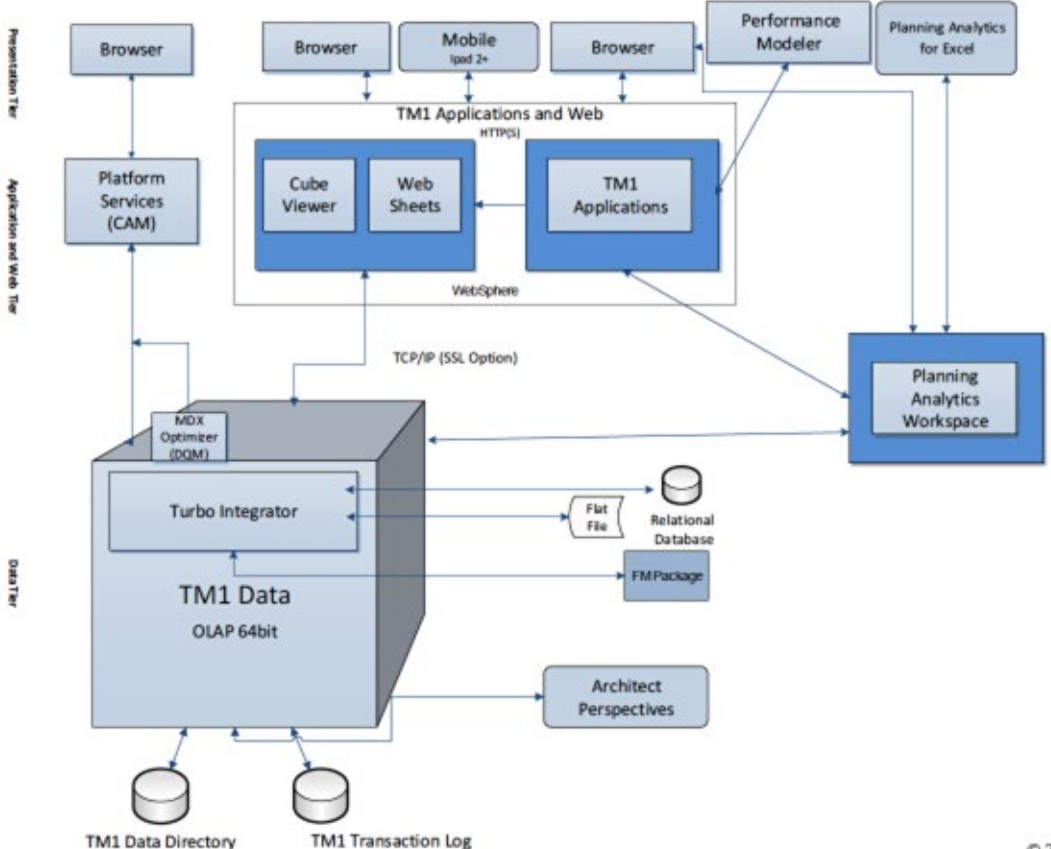 Presentation Tier
Browser
Browser
Mobile
Ipad 2+
Browser
Performance
Modeler
Planning Analytics
for Excel
Application and Web Tier
Platform
Services
(CAM)
TM1 Applications and Web
HTTP(S)
Cube
Viewer
Web
Sheets
TM1
Applications
WebSphere
TCP/IP (SSL Option)
Planning
Analytics
Workspace
Data Tier
MDX
Optimizer
(DQM)
Turbo Integrator
Flat
File
Relational
Database
FM Package
TM1 Data
OLAP 64bit
Architect
Perspectives
TM1 Data Directory
TM1 Transaction Log
©